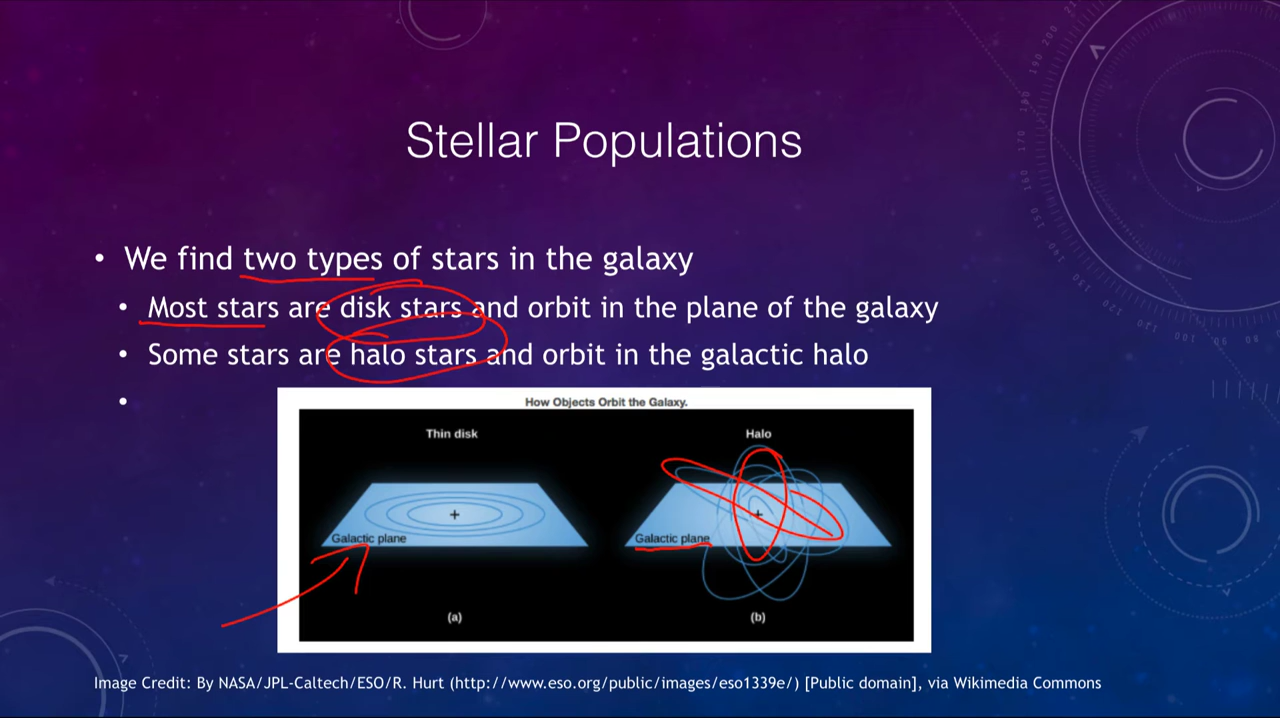 Stellar Populations
• We find two types of stars in the galaxy
• Most stars are disk stars and orbit in the plane of the galaxy
• Some stars are halo stars and orbit in the galactic halo
•
How Objects Orbit the Galaxy.
Thin disk
Halo
Galactic plane
Galactic plane
(a)
(b)
Image Credit: By NASA/JPL-Caltech/ESO/R. Hurt (http://www.eso.org/public/images/eso1339e/) [Public domain], via Wikimedia Commons